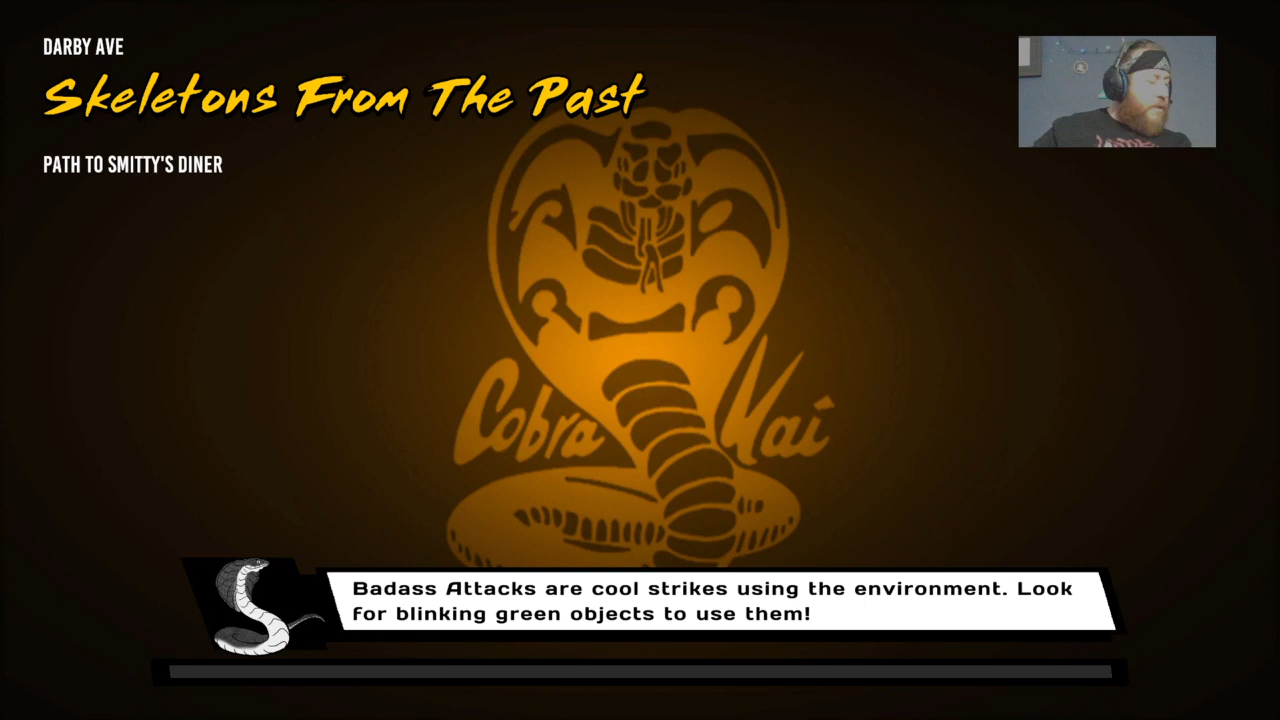 DARBY AVE
Skeletons From The Past
PATH TO SMITTY'S DINER
Cobra Kai
Badass Attacks are cool strikes using the environment. Look
for blinking green objects to use them!